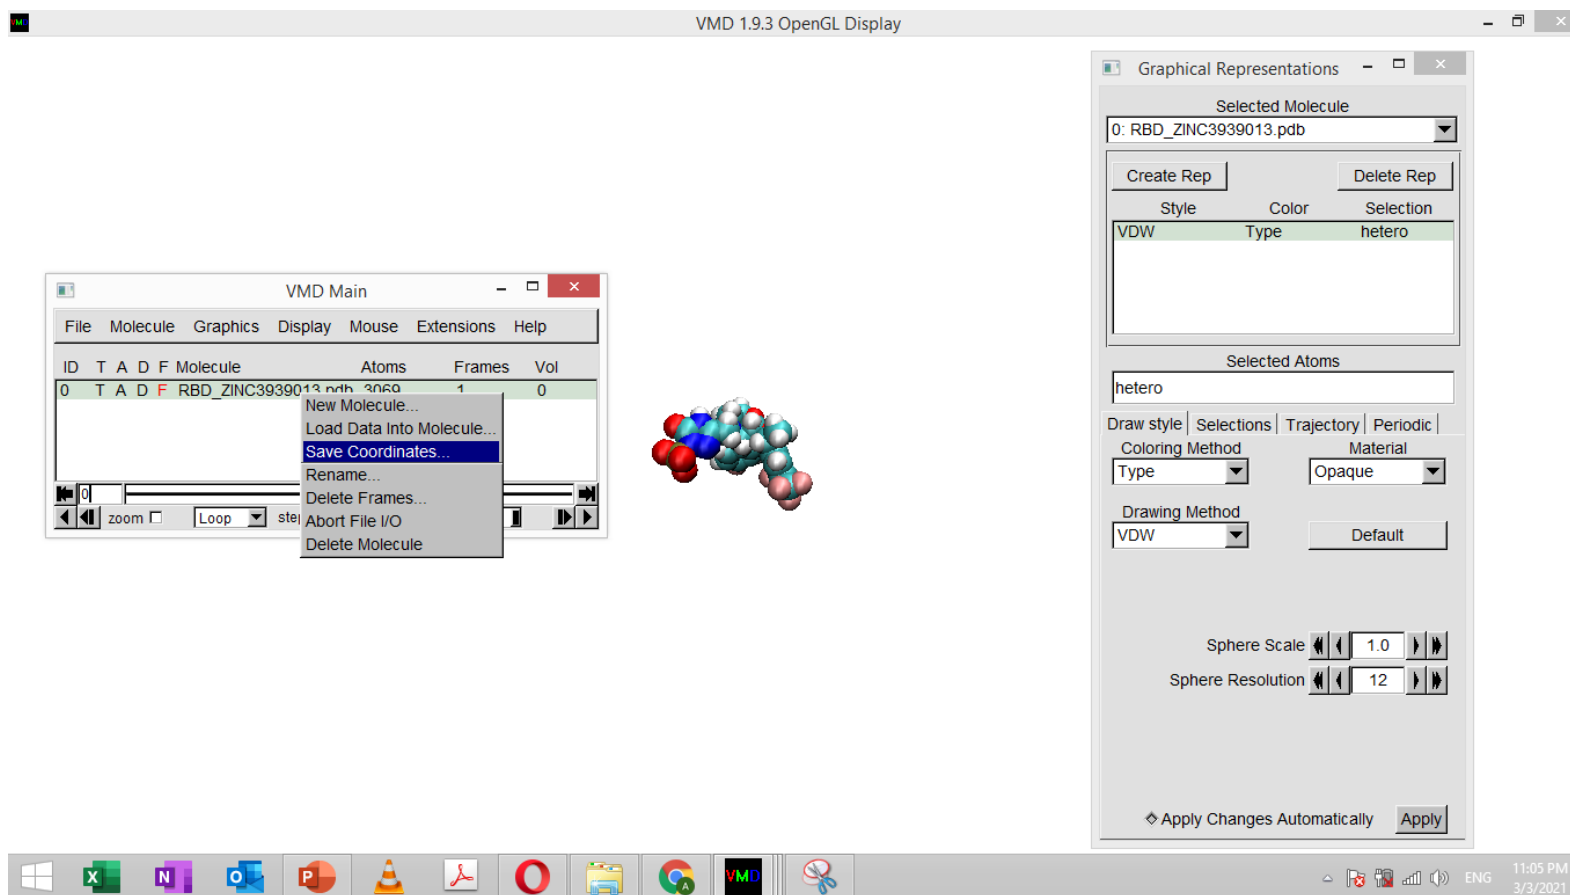 VMD
VMD 1.9.3 OpenGL Display
Graphical Representations
Selected Molecule
0: RBD_ZINC3939013.pdb
Create Rep
Delete Rep
Style Color Selection
VDW Type hetero
Selected Atoms
hetero
Draw style Selections Trajectory Periodic
Coloring Method Material
Type Opaque
Drawing Method
VDW Default
Sphere Scale 1.0
Sphere Resolution 12
Apply Changes Automatically Apply
VMD Main
File Molecule Graphics Display Mouse Extensions Help
ID T A D F Molecule Atoms Frames Vol
0 T A D F RBD_ZINC3939013.pdb 3069 1 0
New Molecule...
Load Data Into Molecule...
Save Coordinates...
Rename...
Delete Frames...
Abort File I/O
Delete Molecule
0
zoom Loop
X N O P A VMD
ENG
11:05 PM
3/3/2021